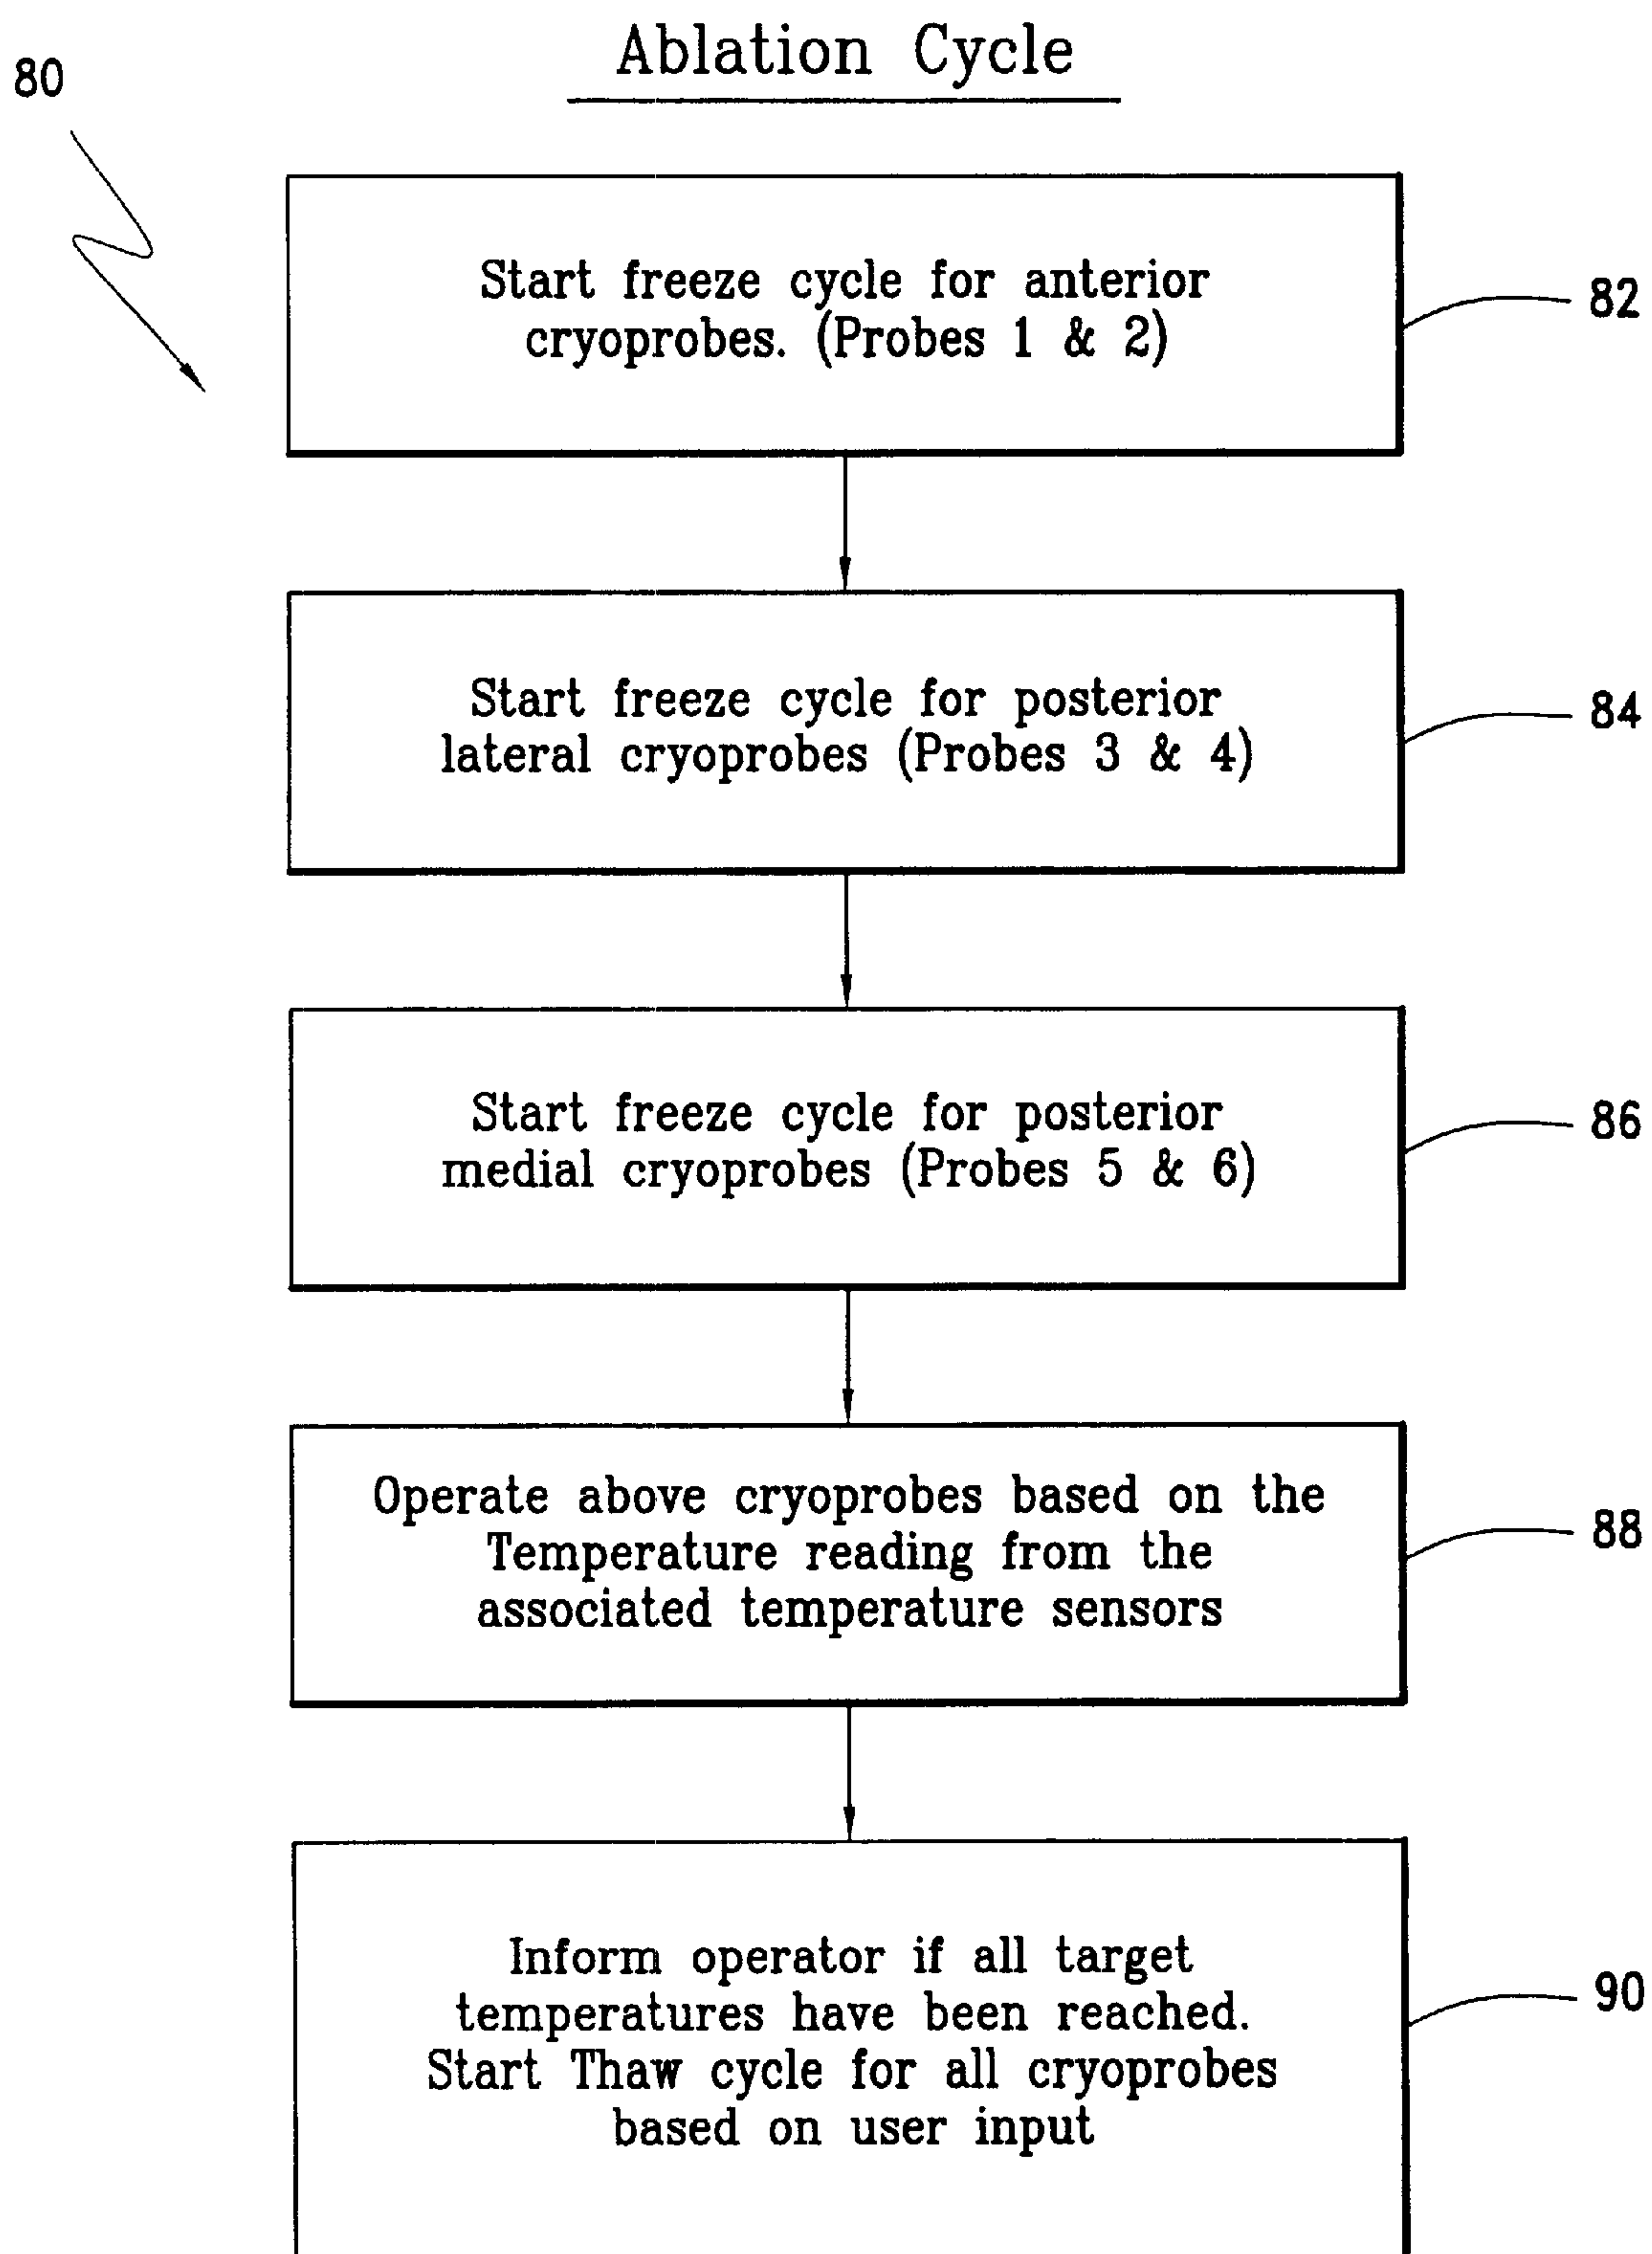 Ablation Cycle
80
Start freeze cycle for anterior
cryoprobes. (Probes 1 & 2)
82
Start freeze cycle for posterior
lateral cryoprobes (Probes 3 & 4)
84
Start freeze cycle for posterior
medial cryoprobes (Probes 5 & 6)
86
Operate above cryoprobes based on the
Temperature reading from the
associated temperature sensors
88
Inform operator if all target
temperatures have been reached.
Start Thaw cycle for all cryoprobes
based on user input
90